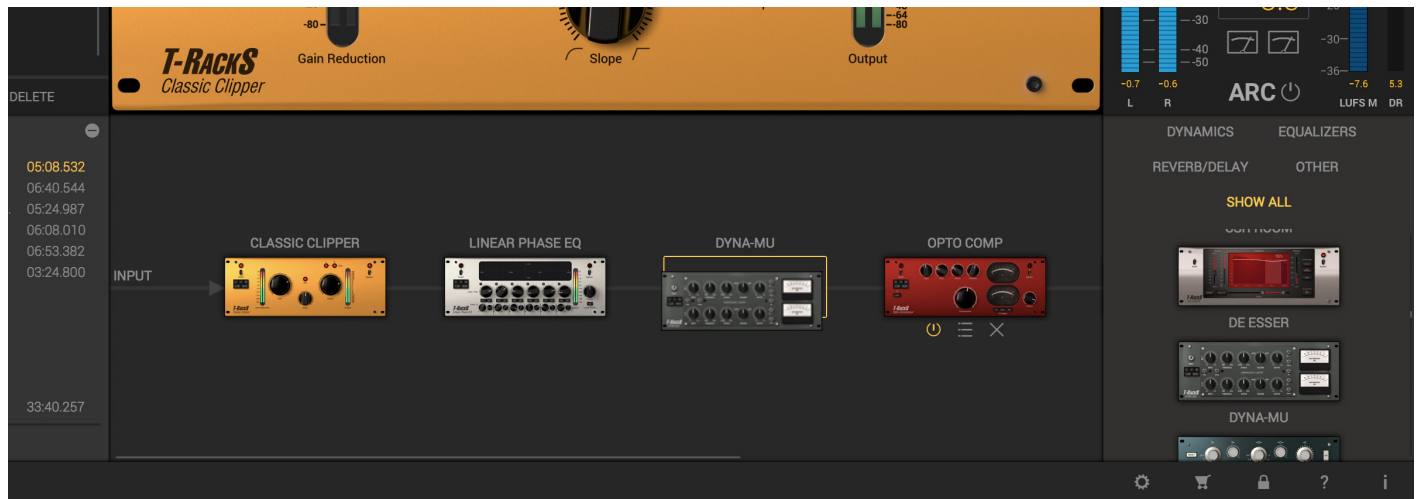 -80-
-64
-80
Gain Reduction
Slope
Output
T-RackS
Classic Clipper
-30
-40
-50
-30-
-36-
-0.7
-0.6
-7.6
5.3
L
R
ARC
LUFS M
DR
DELETE
05:08.532
06:40.544
05:24.987
06:08.010
06:53.382
03:24.800
33:40.257
INPUT
CLASSIC CLIPPER
LINEAR PHASE EQ
DYNA-MU
OPTO COMP
DYNAMICS
EQUALIZERS
REVERB/DELAY
OTHER
SHOW ALL
DE ESSER
DYNA-MU
?
i